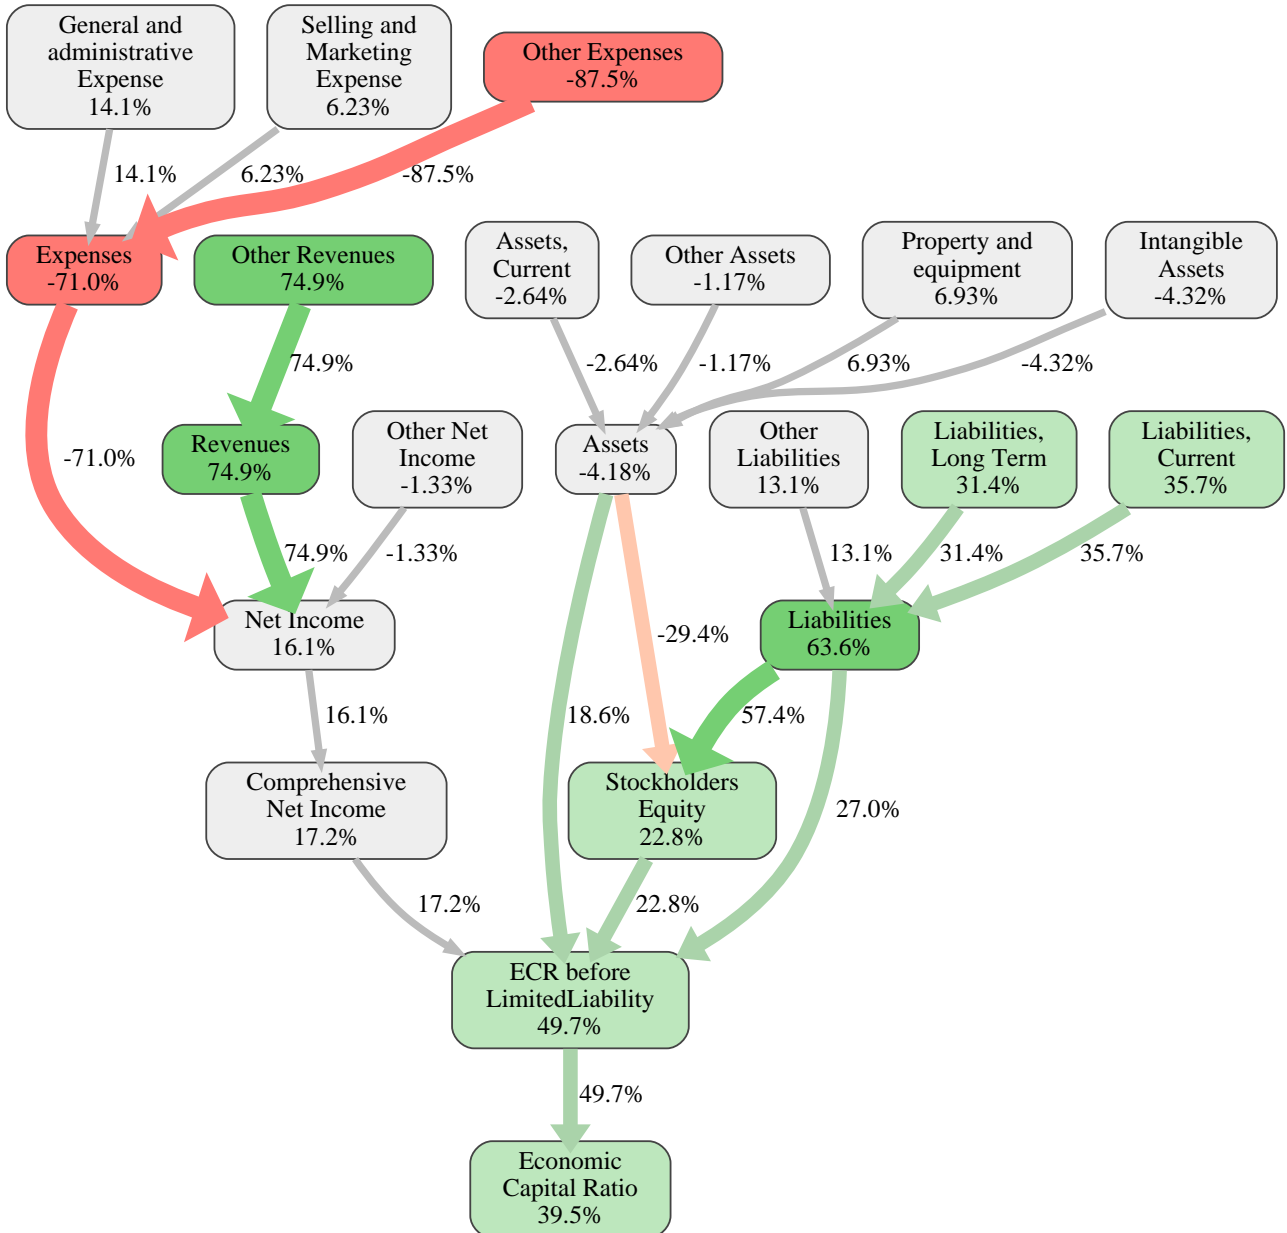 General and
administrative
Expense
14.1%
Selling and
Marketing
Expense
6.23%
Other Expenses
-87.5%
14.1%
6.23%
-87.5%
Expenses
-71.0%
Other Revenues
74.9%
Assets,
Current
-2.64%
Other Assets
-1.17%
Property and
equipment
6.93%
Intangible
Assets
-4.32%
74.9%
-2.64%
-1.17%
6.93%
-4.32%
-71.0%
Revenues
74.9%
Other Net
Income
-1.33%
Assets
-4.18%
Other
Liabilities
13.1%
Liabilities,
Long Term
31.4%
Liabilities,
Current
35.7%
74.9%
-1.33%
13.1%
31.4%
35.7%
Net Income
16.1%
-29.4%
Liabilities
63.6%
16.1%
18.6%
57.4%
Comprehensive
Net Income
17.2%
Stockholders
Equity
22.8%
27.0%
17.2%
22.8%
ECR before
LimitedLiability
49.7%
49.7%
Economic
Capital Ratio
39.5%